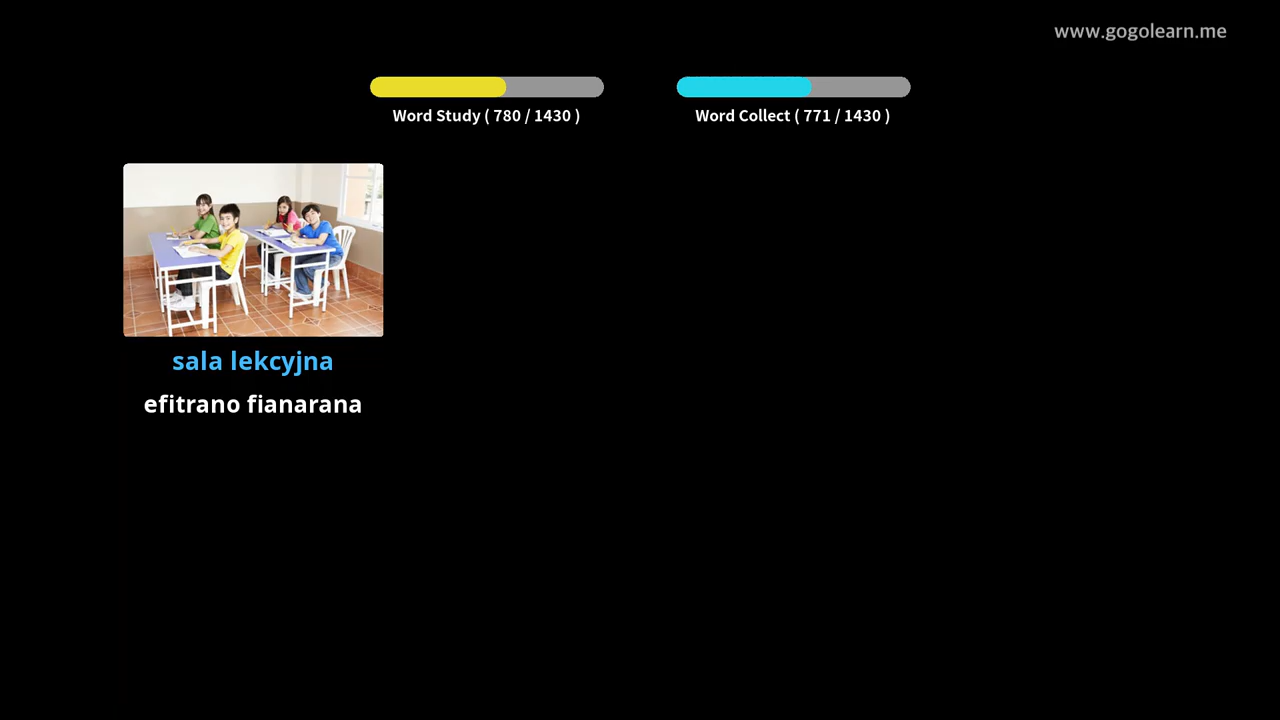 www.gogolearn.me
Word Study ( 780 / 1430 )
Word Collect ( 771 / 1430 )
sala lekcyjna
efitrano fianarana